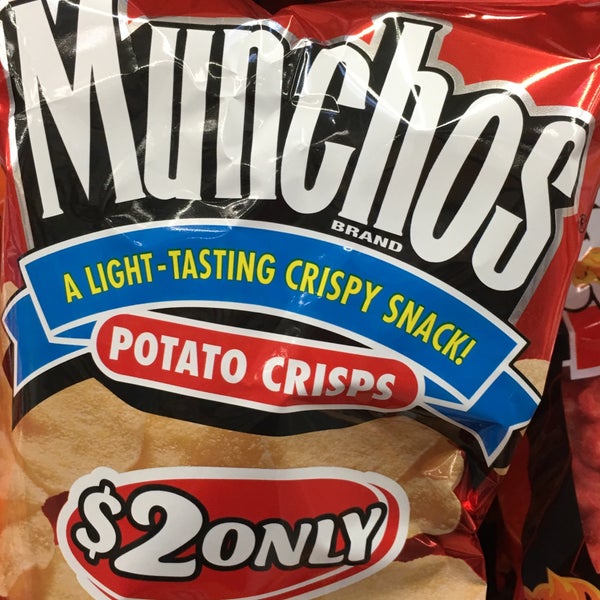 Munchos
BRAND
A LIGHT-TASTING CRISPY SNACK!
POTATO CRISPS
$2 ONLY